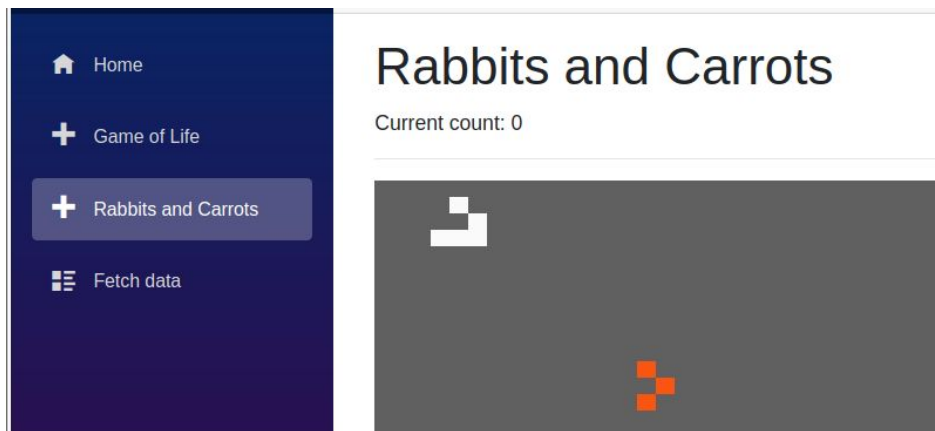 Home
Game of Life
Rabbits and Carrots
Fetch data
Rabbits and Carrots
Current count: 0